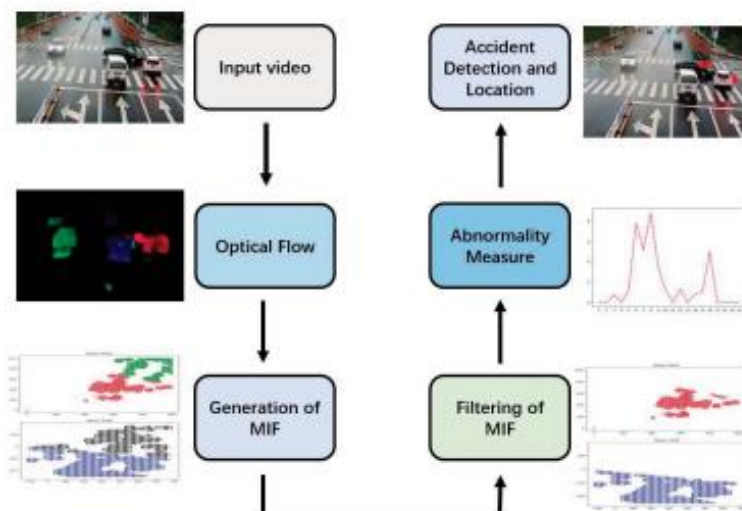 Input video
Optical Flow
Generation of
MIF
Filtering of
MIF
Abnormality
Measure
Accident
Detection and
Location